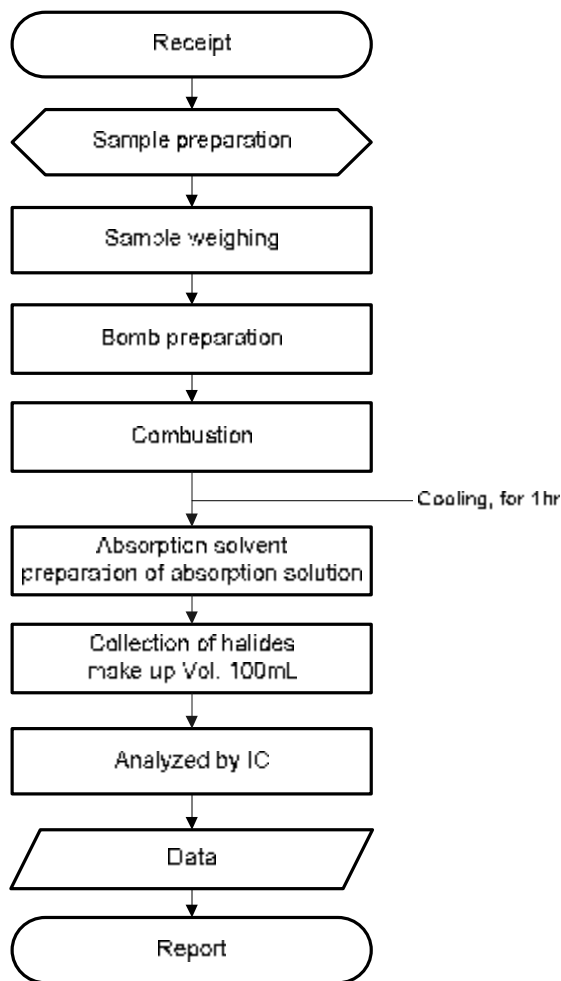 Receipt
Sample preparation
Sample weighing
Bomb preparation
Combustion
Cooling, for 1hr
Absorption solvent
preparation of absorption solution
Collection of halides
make up Vol. 100mL
Analyzed by IC
Data
Report